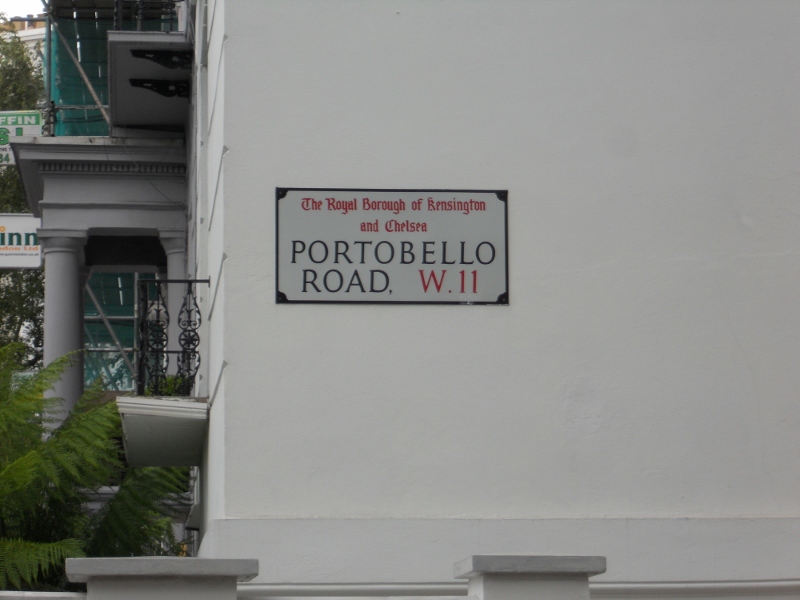 The Royal Borough of Kensington
and Chelsea
PORTOBELLO
ROAD, W.11